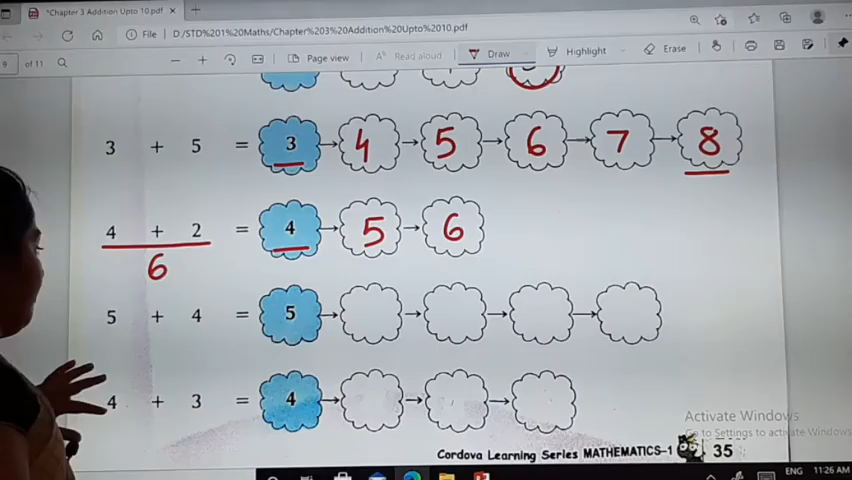 *Chapter 3 Addition Upto 10.pdf
File D:/STD%201%20Maths/Chapter%203%20Addition%20Upto%2010.pdf
9 of 11 Page view Read aloud Draw Highlight Erase
3 + 5 = 3 4 5 6 7 8
4 + 2 = 4 5 6
6
5 + 4 = 5
4 + 3 = 4
Activate Windows
Go to Settings to activate Windows
Cordova Learning Series MATHEMATICS–1 35
ENG 11:26 AM